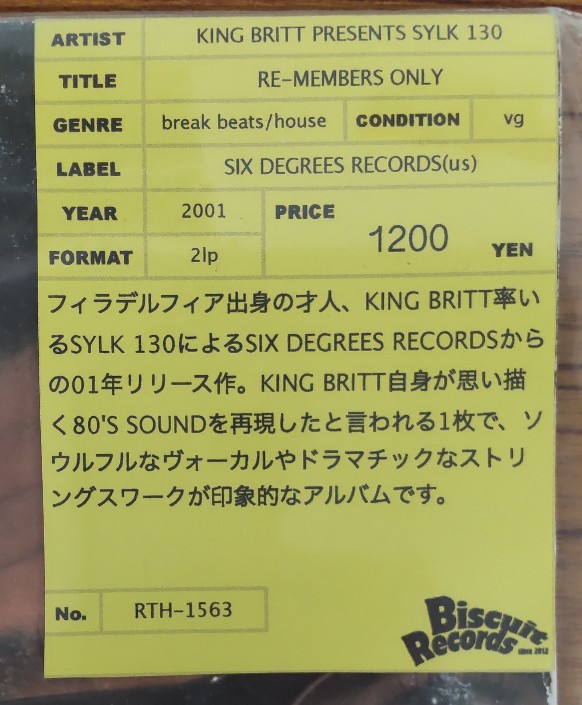 ARTIST KING BRITT PRESENTS SYLK 130
TITLE RE-MEMBERS ONLY
GENRE break beats/house CONDITION vg
LABEL SIX DEGREES RECORDS(us)
YEAR 2001 PRICE
1200 YEN
FORMAT 2lp
フィラデルフィア出身の才人、KING BRITT率い
るSYLK 130によるSIX DEGREES RECORDSから
の01年リリース作。KING BRITT自身が思い描
く80'S SOUNDを再現したと言われる1枚で、ソ
ウルフルなヴォーカルやドラマチックなストリ
ングスワークが印象的なアルバムです。
No. RTH-1563
Biscuit
Records since 2012